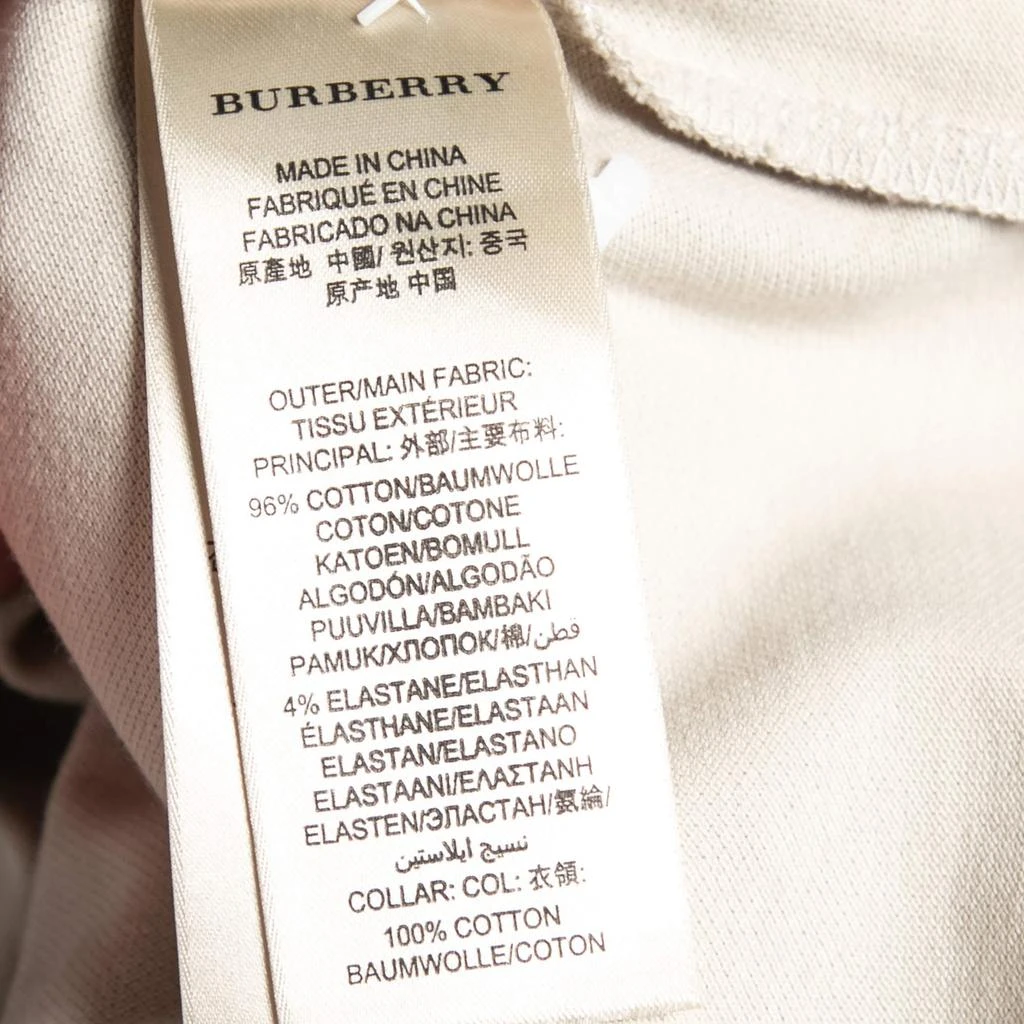 BURBERRY
MADE IN CHINA
FABRIQUÉ EN CHINE
FABRICADO NA CHINA
原產地 中國/ 원산지: 중국
原产地 中国
OUTER/MAIN FABRIC:
TISSU EXTÉRIEUR
PRINCIPAL: 外部/主要布料:
96% COTTON/BAUMWOLLE
COTON/COTONE
KATOEN/BOMULL
ALGODÓN/ALGODÃO
PUUVILLA/BAMBAKI
PAMUK/ХЛОПОК/棉/قطن
4% ELASTANE/ELASTHAN
ÉLASTHANE/ELASTAAN
ELASTAN/ELASTANO
ELASTAANI/ΕΛΑΣΤΑΝΗ
ELASTEN/ЭЛАСТАН/氨綸/
نسيج ايلاستين
COLLAR: COL: 衣領:
100% COTTON
BAUMWOLLE/COTON